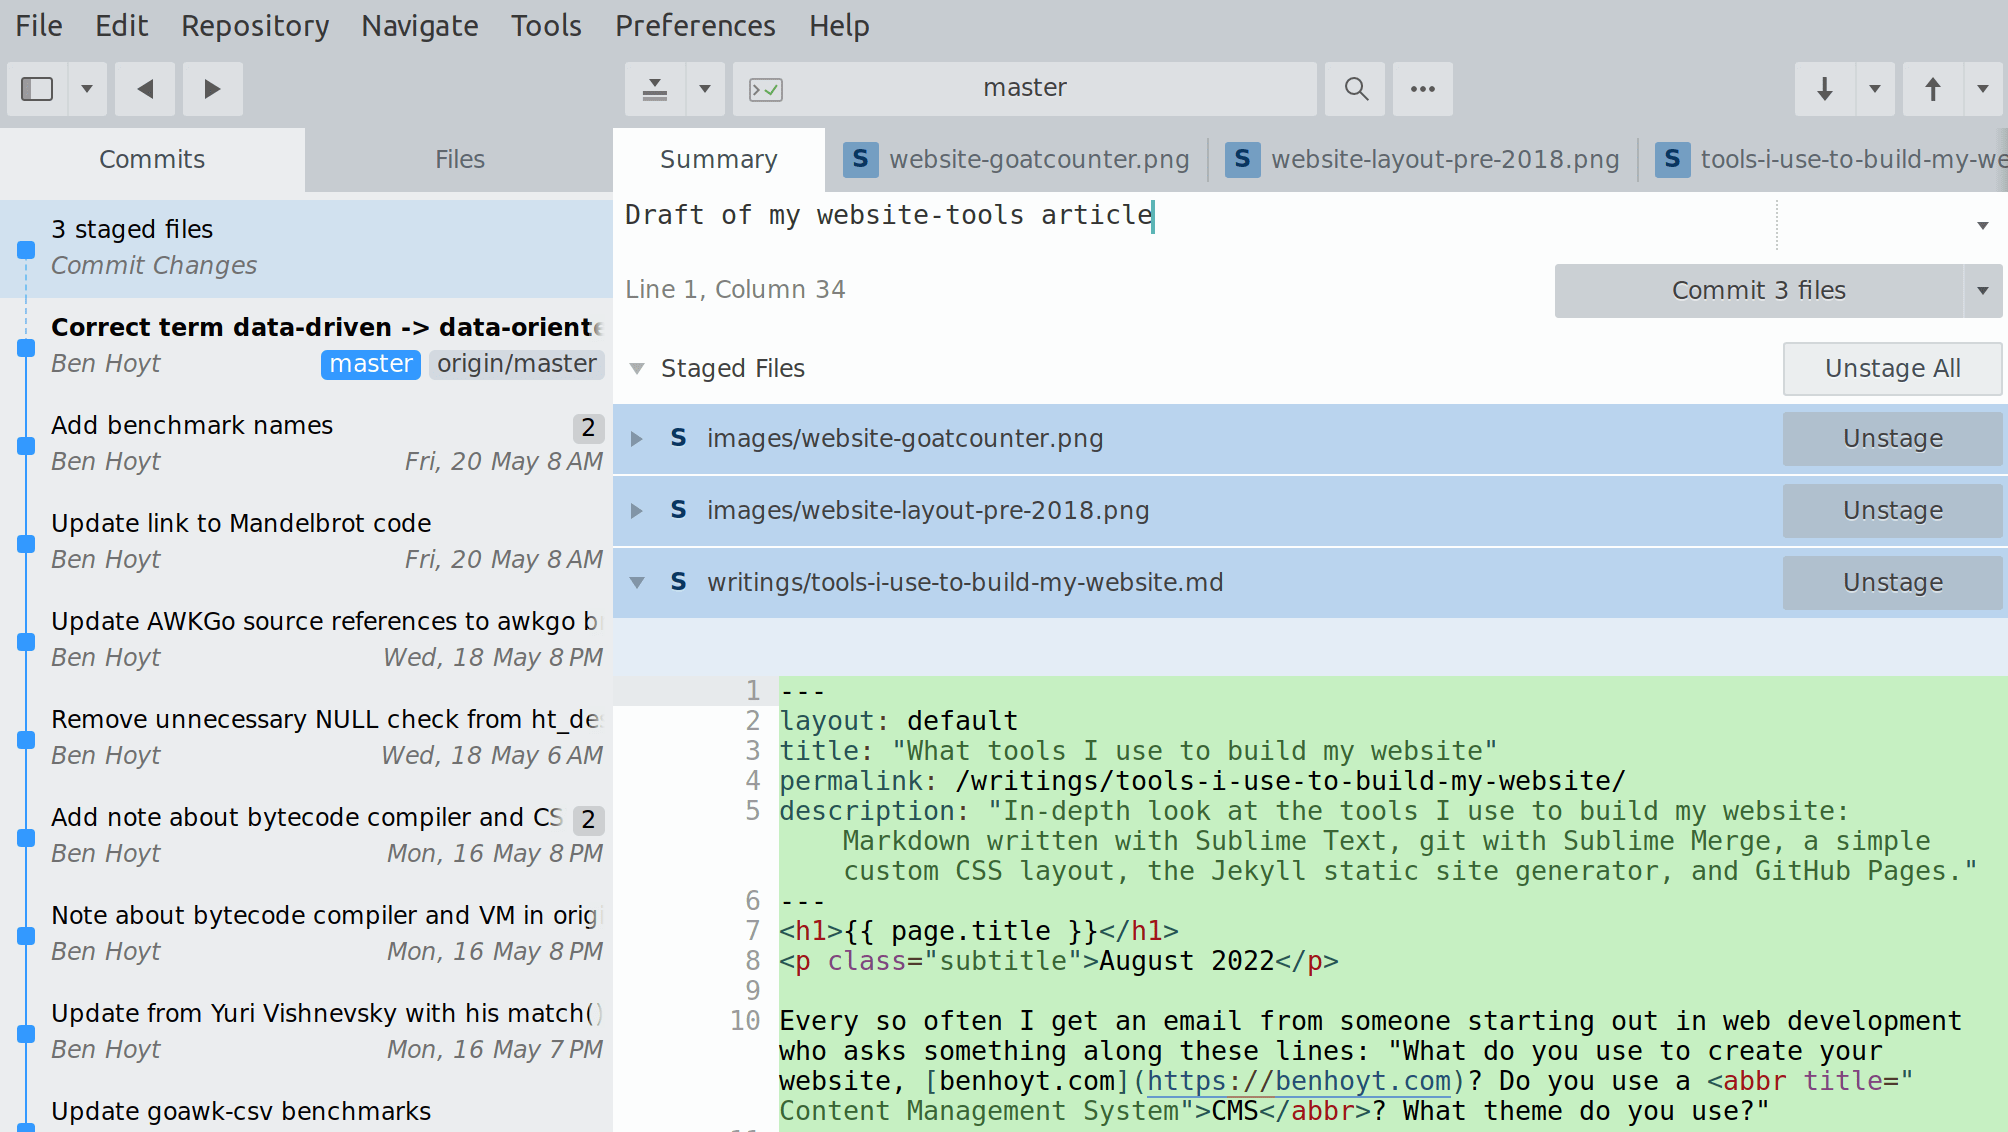 File Edit Repository Navigate Tools Preferences Help
master
Commits Files
Summary S website-goatcounter.png S website-layout-pre-2018.png S tools-i-use-to-build-my-we
3 staged files
Commit Changes
Correct term data-driven -> data-oriente
Ben Hoyt master origin/master
Add benchmark names 2
Ben Hoyt Fri, 20 May 8 AM
Update link to Mandelbrot code
Ben Hoyt Fri, 20 May 8 AM
Update AWKGo source references to awkgo b
Ben Hoyt Wed, 18 May 8 PM
Remove unnecessary NULL check from ht_des
Ben Hoyt Wed, 18 May 6 AM
Add note about bytecode compiler and CS 2
Ben Hoyt Mon, 16 May 8 PM
Note about bytecode compiler and VM in origi
Ben Hoyt Mon, 16 May 8 PM
Update from Yuri Vishnevsky with his match()
Ben Hoyt Mon, 16 May 7 PM
Update goawk-csv benchmarks
Draft of my website-tools article
Line 1, Column 34
Commit 3 files
Staged Files Unstage All
S images/website-goatcounter.png Unstage
S images/website-layout-pre-2018.png Unstage
S writings/tools-i-use-to-build-my-website.md Unstage
1 ---
2 layout: default
3 title: "What tools I use to build my website"
4 permalink: /writings/tools-i-use-to-build-my-website/
5 description: "In-depth look at the tools I use to build my website:
Markdown written with Sublime Text, git with Sublime Merge, a simple
custom CSS layout, the Jekyll static site generator, and GitHub Pages."
6 ---
7 <h1>{{ page.title }}</h1>
8 <p class="subtitle">August 2022</p>
9
10 Every so often I get an email from someone starting out in web development
who asks something along these lines: "What do you use to create your
website, [benhoyt.com](https://benhoyt.com)? Do you use a <abbr title="
Content Management System">CMS</abbr>? What theme do you use?"